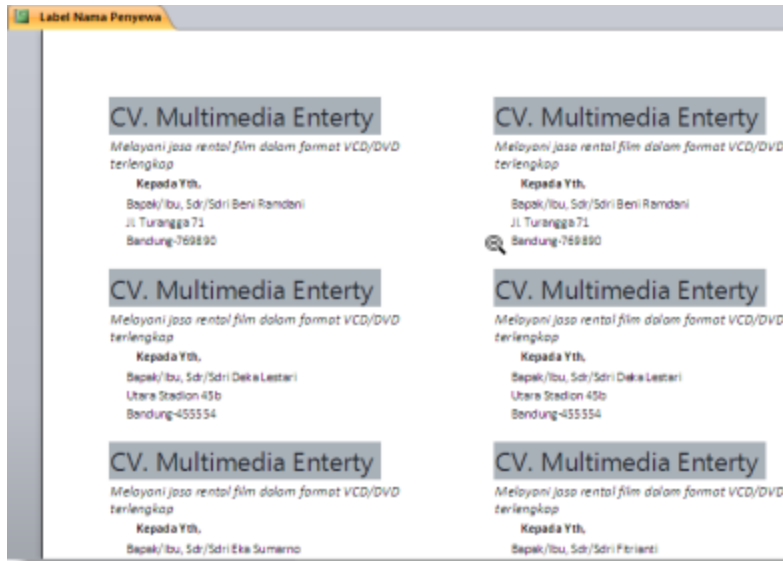 Label Nama Penyewa
CV. Multimedia Enterty
Melayani jasa rental film dalam format VCD/DVD
terlengkap
Kepada Yth,
Bapak/Ibu, Sdr/Sdri Beni Ramdani
Jl. Turangga 71
Bandung-769890
CV. Multimedia Enterty
Melayani jasa rental film dalam format VCD/DVD
terlengkap
Kepada Yth,
Bapak/Ibu, Sdr/Sdri Beni Ramdani
Jl. Turangga 71
Bandung-769890
CV. Multimedia Enterty
Melayani jasa rental film dalam format VCD/DVD
terlengkap
Kepada Yth,
Bapak/Ibu, Sdr/Sdri Deka Lestari
Utara Stadion 45b
Bandung-455554
CV. Multimedia Enterty
Melayani jasa rental film dalam format VCD/DVD
terlengkap
Kepada Yth,
Bapak/Ibu, Sdr/Sdri Deka Lestari
Utara Stadion 45b
Bandung-455554
CV. Multimedia Enterty
Melayani jasa rental film dalam format VCD/DVD
terlengkap
Kepada Yth,
Bapak/Ibu, Sdr/Sdri Eka Sumarno
CV. Multimedia Enterty
Melayani jasa rental film dalam format VCD/DVD
terlengkap
Kepada Yth,
Bapak/Ibu, Sdr/Sdri Fitrianti